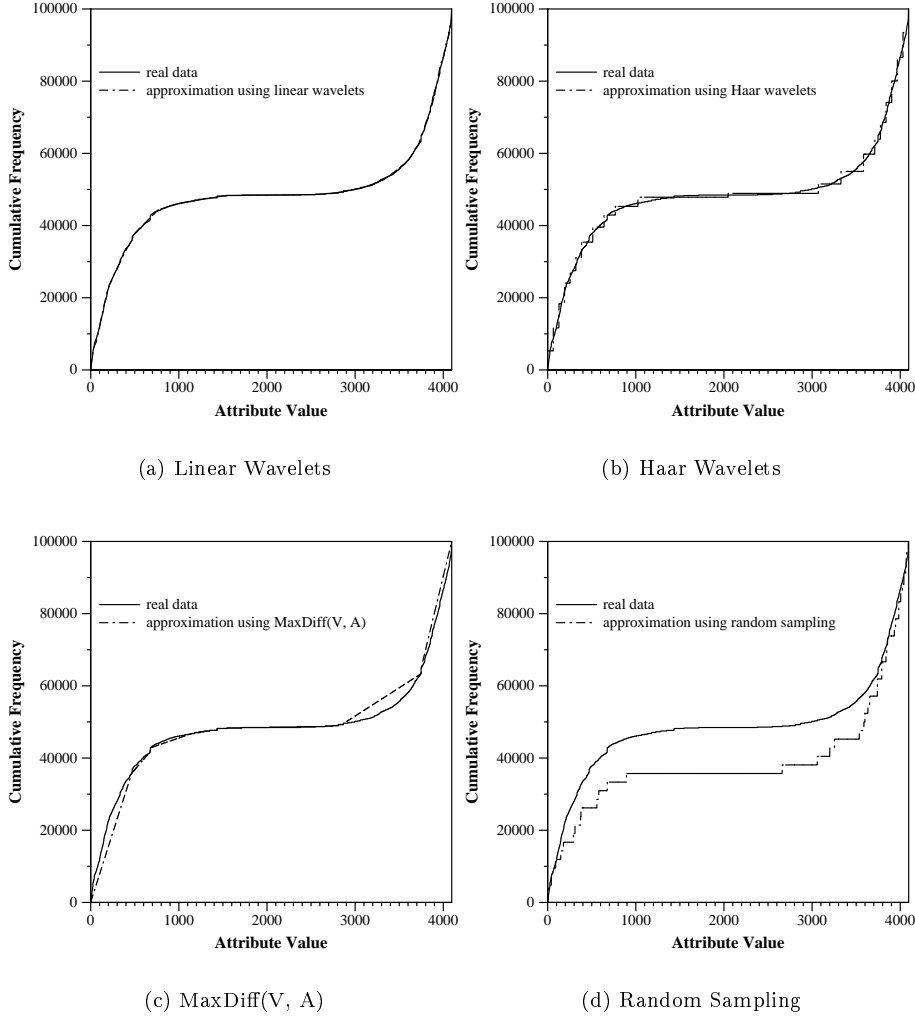 100000
80000
60000
40000
20000
0
Cumulative Frequency
real data
approximation using linear wavelets
0 1000 2000 3000 4000
Attribute Value
(a) Linear Wavelets
100000
80000
60000
40000
20000
0
Cumulative Frequency
real data
approximation using Haar wavelets
0 1000 2000 3000 4000
Attribute Value
(b) Haar Wavelets
100000
80000
60000
40000
20000
0
Cumulative Frequency
real data
approximation using MaxDiff(V, A)
0 1000 2000 3000 4000
Attribute Value
(c) MaxDiff(V, A)
100000
80000
60000
40000
20000
0
Cumulative Frequency
real data
approximation using random sampling
0 1000 2000 3000 4000
Attribute Value
(d) Random Sampling